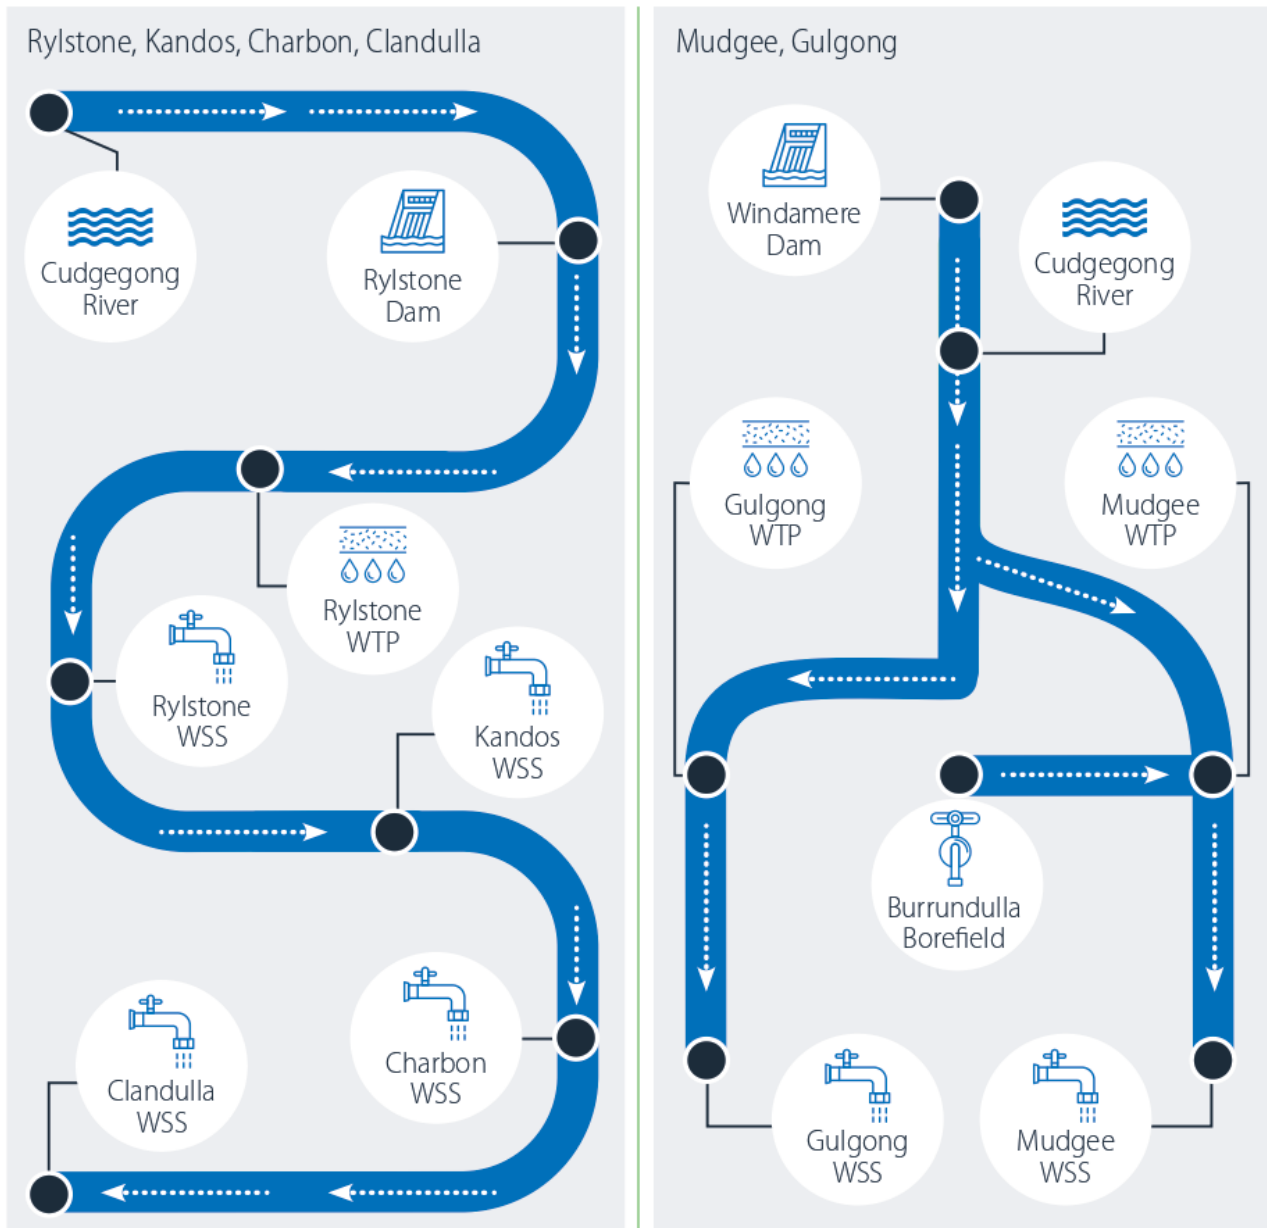 Rylstone, Kandos, Charbon, Clandulla
Cudgegong
River
Rylstone
Dam
Rylstone
WTP
Rylstone
WSS
Kandos
WSS
Charbon
WSS
Clandulla
WSS
Mudgee, Gulgong
Windamere
Dam
Cudgegong
River
Gulgong
WTP
Mudgee
WTP
Burrundulla
Borefield
Gulgong
WSS
Mudgee
WSS